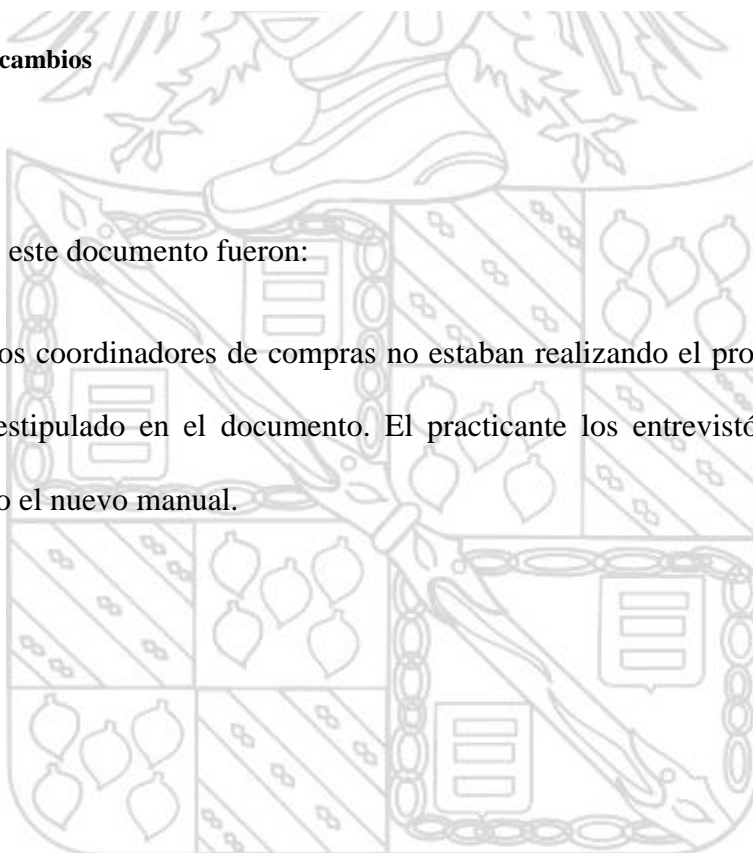 cambios
este documento fueron:
os coordinadores de compras no estaban realizando el pro
estipulado en el documento. El practicante los entrevistó
o el nuevo manual.